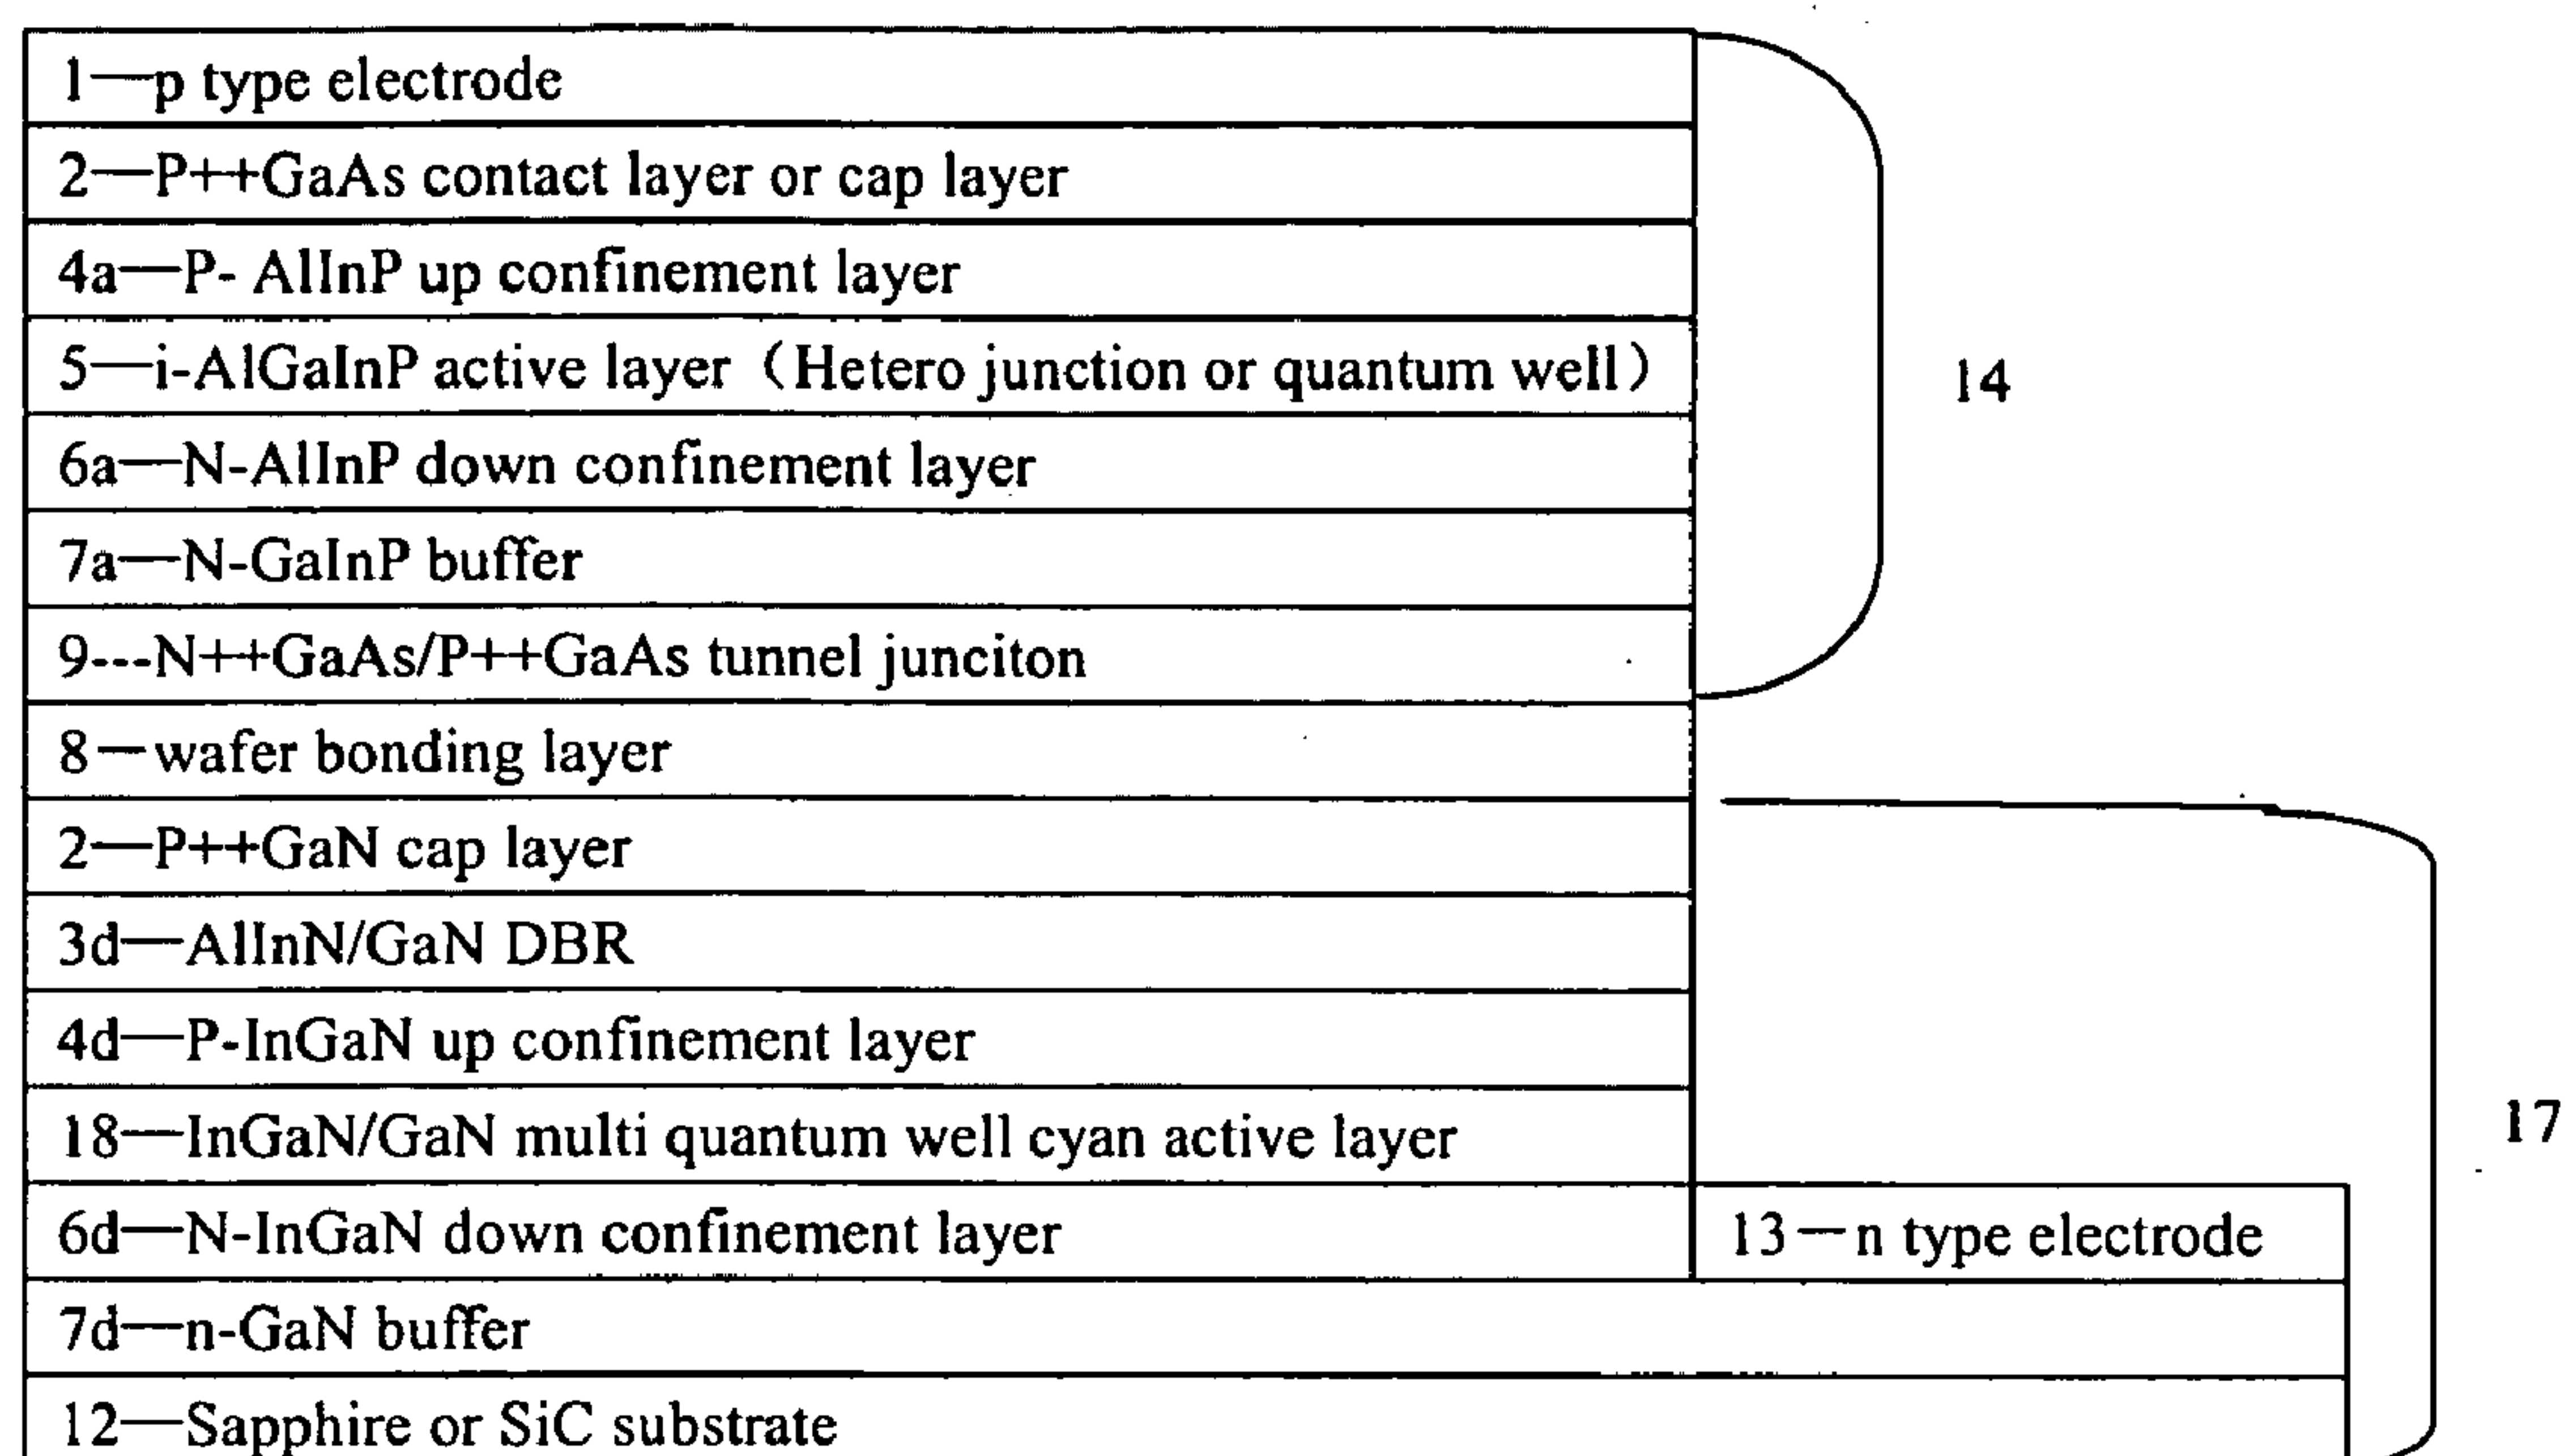 1—p type electrode
2—P++GaAs contact layer or cap layer
4a—P- AlInP up confinement layer
5—i-AlGaInP active layer（Hetero junction or quantum well）
14
6a—N-AlInP down confinement layer
7a—N-GaInP buffer
9---N++GaAs/P++GaAs tunnel junciton
8—wafer bonding layer
2—P++GaN cap layer
3d—AlInN/GaN DBR
4d—P-InGaN up confinement layer
18—InGaN/GaN multi quantum well cyan active layer
17
6d—N-InGaN down confinement layer
13—n type electrode
7d—n-GaN buffer
12—Sapphire or SiC substrate